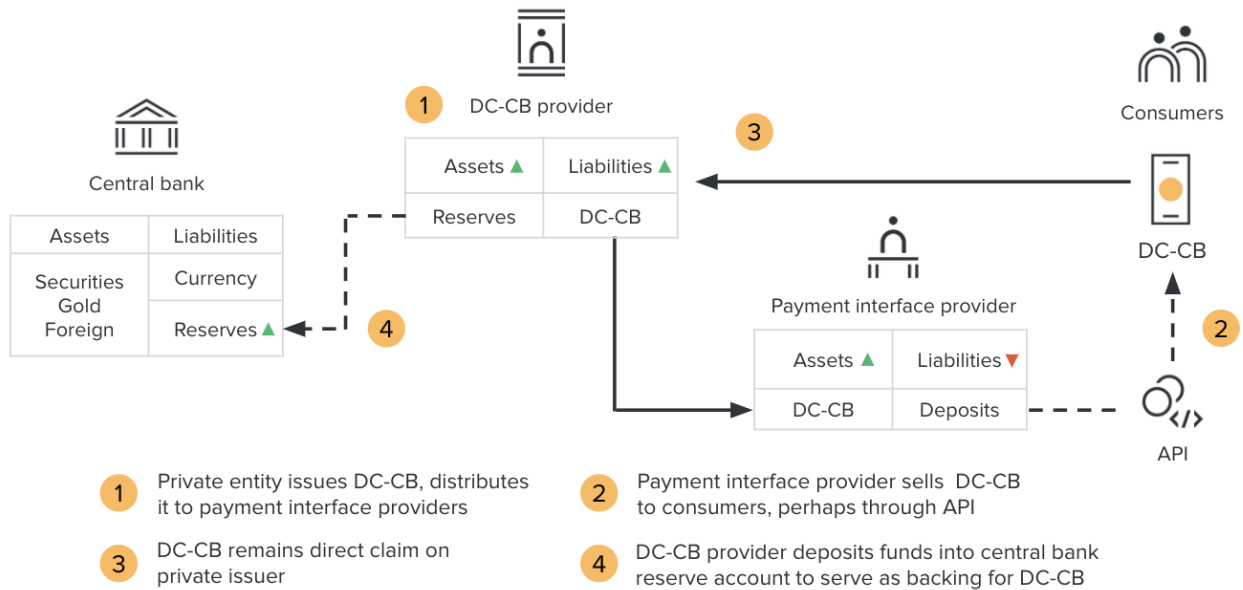 1
DC-CB provider
Assets ▲ Liabilities ▲
Reserves DC-CB
Central bank
Assets Liabilities
Securities
Gold
Foreign
Currency
Reserves ▲
4
3
Consumers
DC-CB
2
Payment interface provider
Assets ▲ Liabilities ▼
DC-CB Deposits
</>
API
1 Private entity issues DC-CB, distributes
it to payment interface providers
2 Payment interface provider sells DC-CB
to consumers, perhaps through API
3 DC-CB remains direct claim on
private issuer
4 DC-CB provider deposits funds into central bank
reserve account to serve as backing for DC-CB